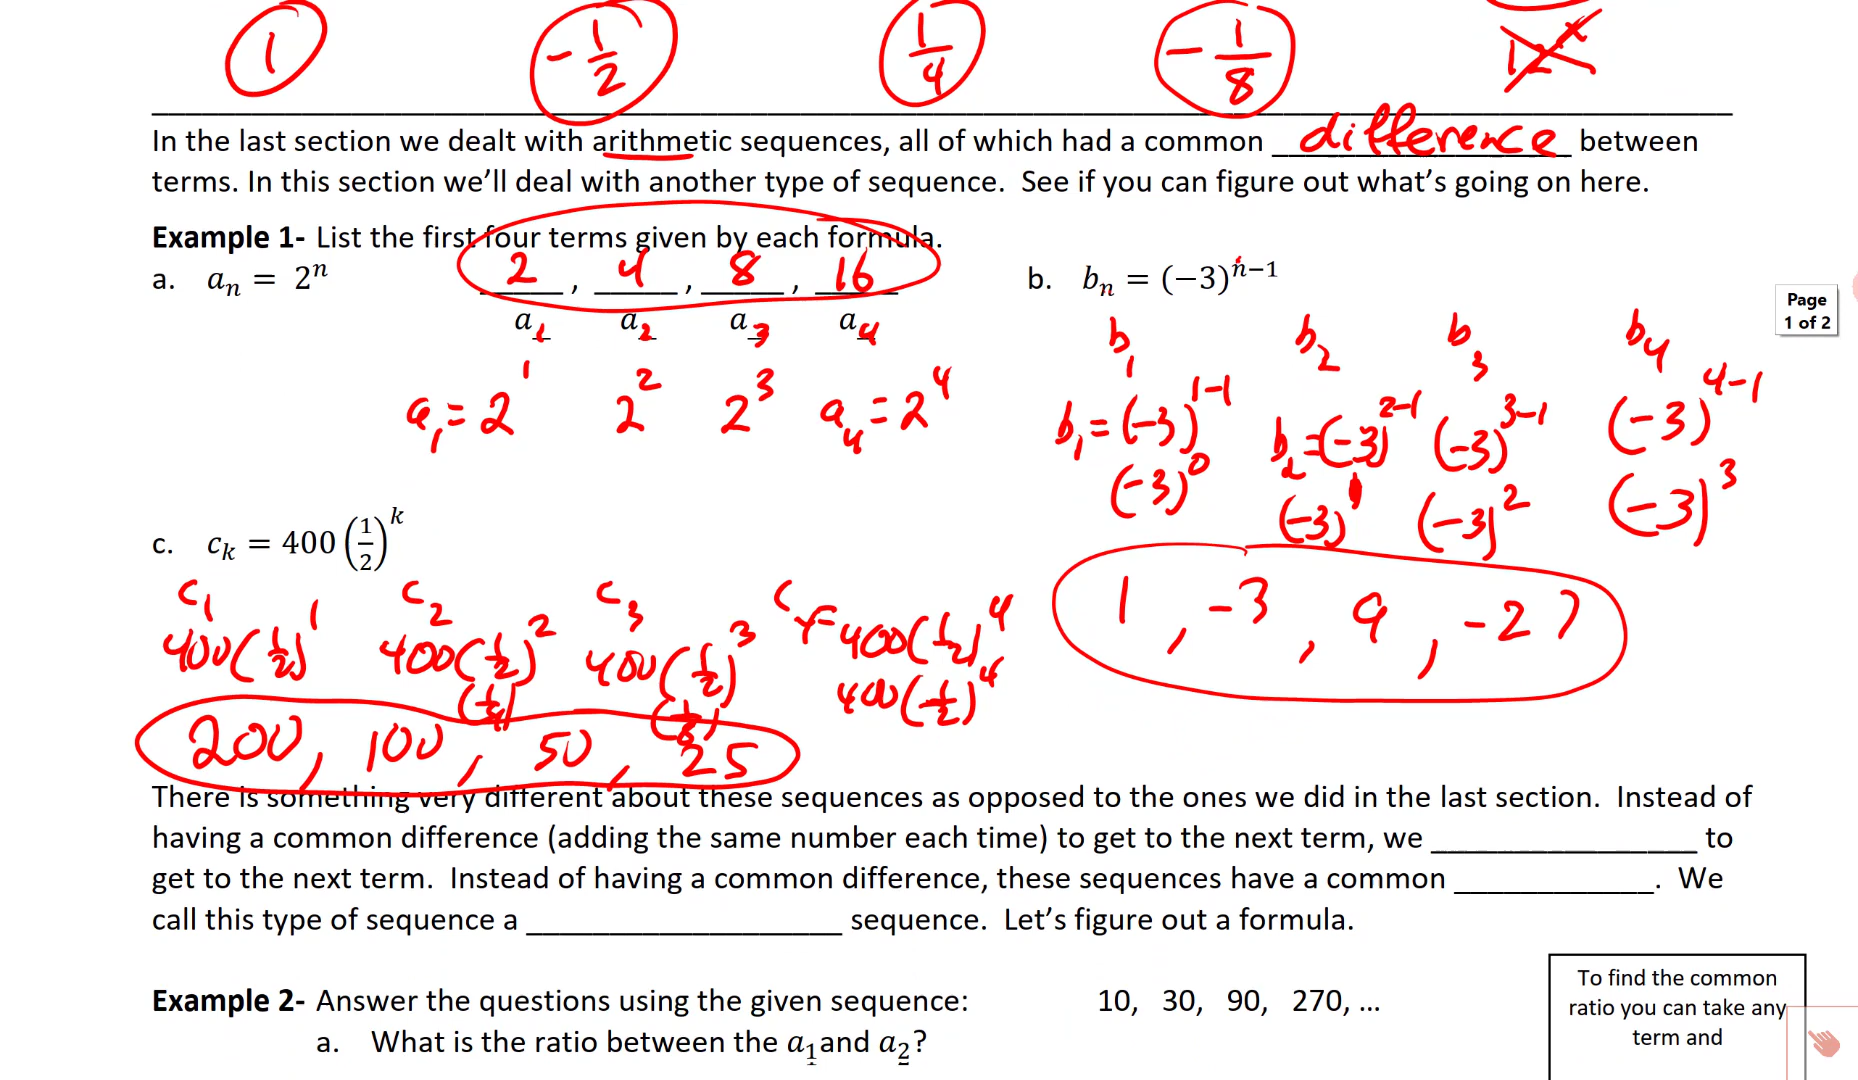 1 -1/2 1/4 -1/8
In the last section we dealt with arithmetic sequences, all of which had a common difference between
terms. In this section we'll deal with another type of sequence. See if you can figure out what's going on here.
Example 1- List the first four terms given by each formula.
a. aₙ = 2ⁿ 2, 4, 8, 16
a₁ a₂ a₃ a₄
a₁ = 2¹ 2² 2³ a₄ = 2⁴
b. bₙ = (−3)ⁿ⁻¹
b₁ b₂ b₃ b₄
b₁ = (-3)¹⁻¹ b₂ = (-3)²⁻¹ (-3)³⁻¹ (-3)⁴⁻¹
(-3)⁰ (-3)¹ (-3)² (-3)³
1, -3, 9, -27
c. cₖ = 400(1/2)ᵏ
c₁ c₂ c₃ c₄ = 400(1/2)⁴
400(1/2)¹ 400(1/2)² 400(1/2)³ 400(1/2)⁴
(1/4) (1/8)
200, 100, 50, 25
There is something very different about these sequences as opposed to the ones we did in the last section. Instead of
having a common difference (adding the same number each time) to get to the next term, we ________________ to
get to the next term. Instead of having a common difference, these sequences have a common ____________. We
call this type of sequence a ___________________ sequence. Let's figure out a formula.
Example 2- Answer the questions using the given sequence: 10, 30, 90, 270, ...
a. What is the ratio between the a₁and a₂?
To find the common
ratio you can take any
term and
Page
1 of 2